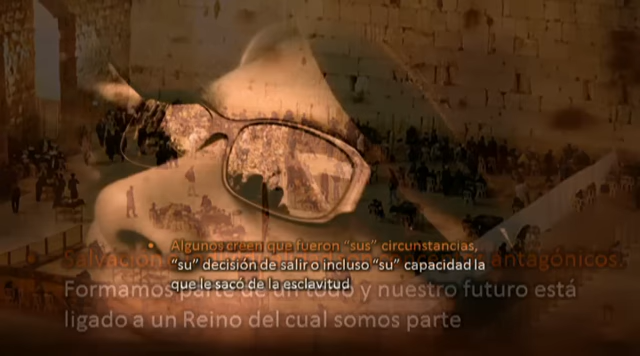 • Algunos creen que fueron “sus” circunstancias,
“su” decisión de salir o incluso “su” capacidad la
que le sacó de la esclavitud
• Salvación antagónicos.
Formamos parte de un todo y nuestro futuro está
ligado a un Reino del cual somos parte